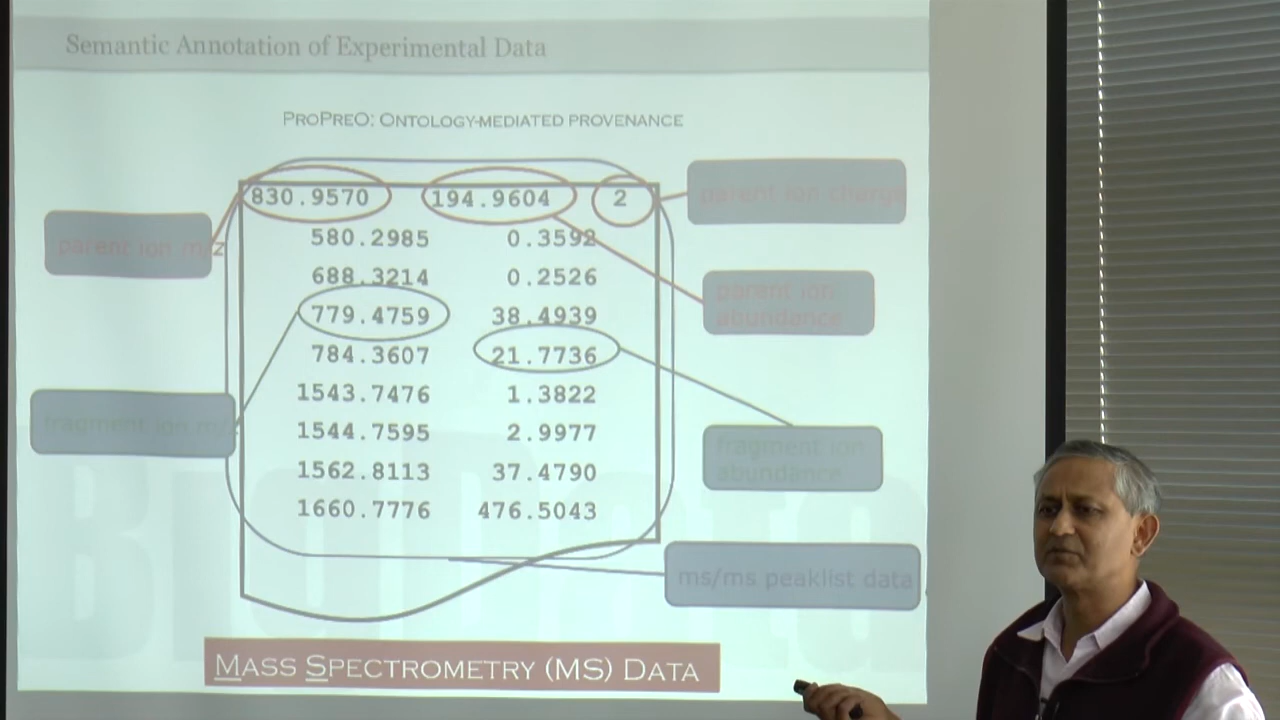 Semantic Annotation of Experimental Data
PROPREO: ONTOLOGY-MEDIATED PROVENANCE
830.9570 194.9604 2
580.2985 0.3592
688.3214 0.2526
779.4759 38.4939
784.3607 21.7736
1543.7476 1.3822
1544.7595 2.9977
1562.8113 37.4790
1660.7776 476.5043
parent ion m/z
fragment ion m/
parent ion charge
parent ion
abundance
fragment ion
abundance
ms/ms peaklist data
MASS SPECTROMETRY (MS) DATA